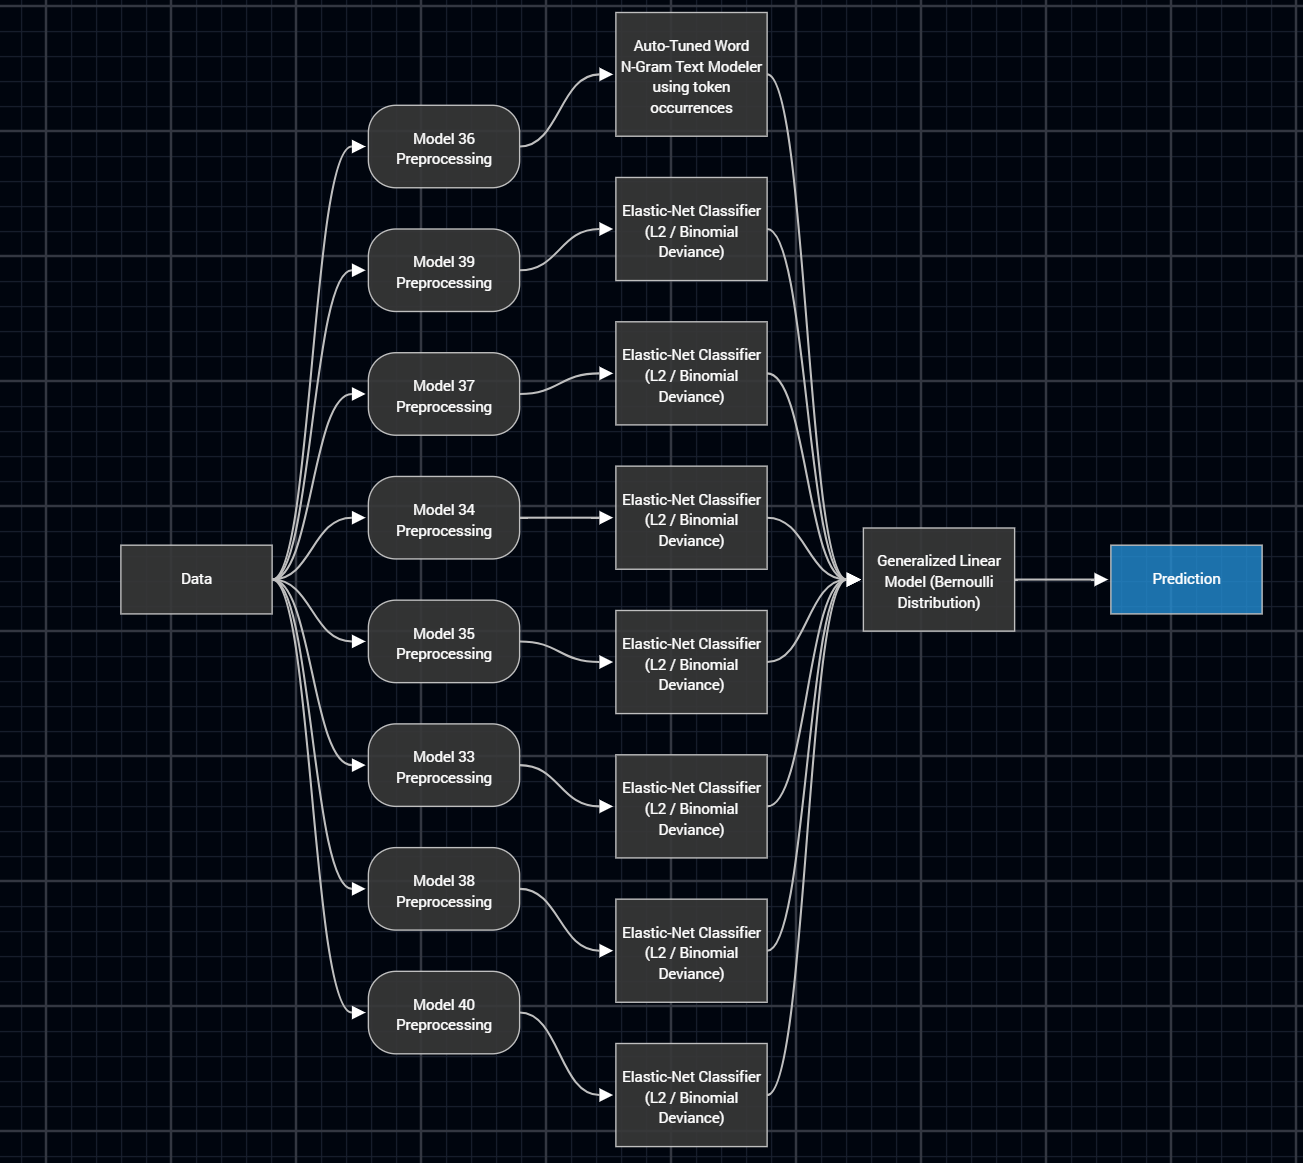 Data
Model 36
Preprocessing
Model 39
Preprocessing
Model 37
Preprocessing
Model 34
Preprocessing
Model 35
Preprocessing
Model 33
Preprocessing
Model 38
Preprocessing
Model 40
Preprocessing
Auto-Tuned Word
N-Gram Text Modeler
using token
occurrences
Elastic-Net Classifier
(L2 / Binomial
Deviance)
Elastic-Net Classifier
(L2 / Binomial
Deviance)
Elastic-Net Classifier
(L2 / Binomial
Deviance)
Elastic-Net Classifier
(L2 / Binomial
Deviance)
Elastic-Net Classifier
(L2 / Binomial
Deviance)
Elastic-Net Classifier
(L2 / Binomial
Deviance)
Elastic-Net Classifier
(L2 / Binomial
Deviance)
Generalized Linear
Model (Bernoulli
Distribution)
Prediction